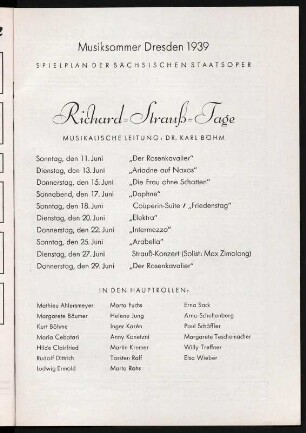 Musiksommer Dresden 1939
SPIELPLAN DER SÄCHSISCHEN STAATSOPER
Richard=Strauß=Tage
MUSIKALISCHE LEITUNG: DR. KARL BÖHM
Sonntag, den 11. Juni „Der Rosenkavalier“
Dienstag, den 13. Juni „Ariadne auf Naxos“
Donnerstag, den 15. Juni „Die Frau ohne Schatten“
Sonnabend, den 17. Juni „Daphne“
Sonntag, den 18. Juni Couperin-Suite / „Friedenstag“
Dienstag, den 20. Juni „Elektra“
Donnerstag, den 22. Juni „Intermezzo“
Sonntag, den 25. Juni „Arabella“
Dienstag, den 27. Juni Strauß-Konzert (Solist: Max Zimolong)
Donnerstag, den 29. Juni „Der Rosenkavalier“
IN DEN HAUPTROLLEN:
Mathieu Ahlersmeyer Marta Fuchs Erna Sack
Margarete Bäumer Helene Jung Arno Schellenberg
Kurt Böhme Inger Karén Paul Schöffler
Maria Cebotari Anny Konetzni Margarete Teschemacher
Hilde Clairfried Martin Kremer Willy Treffner
Rudolf Dittrich Torsten Ralf Elsa Wieber
Ludwig Ermold Marta Rohs